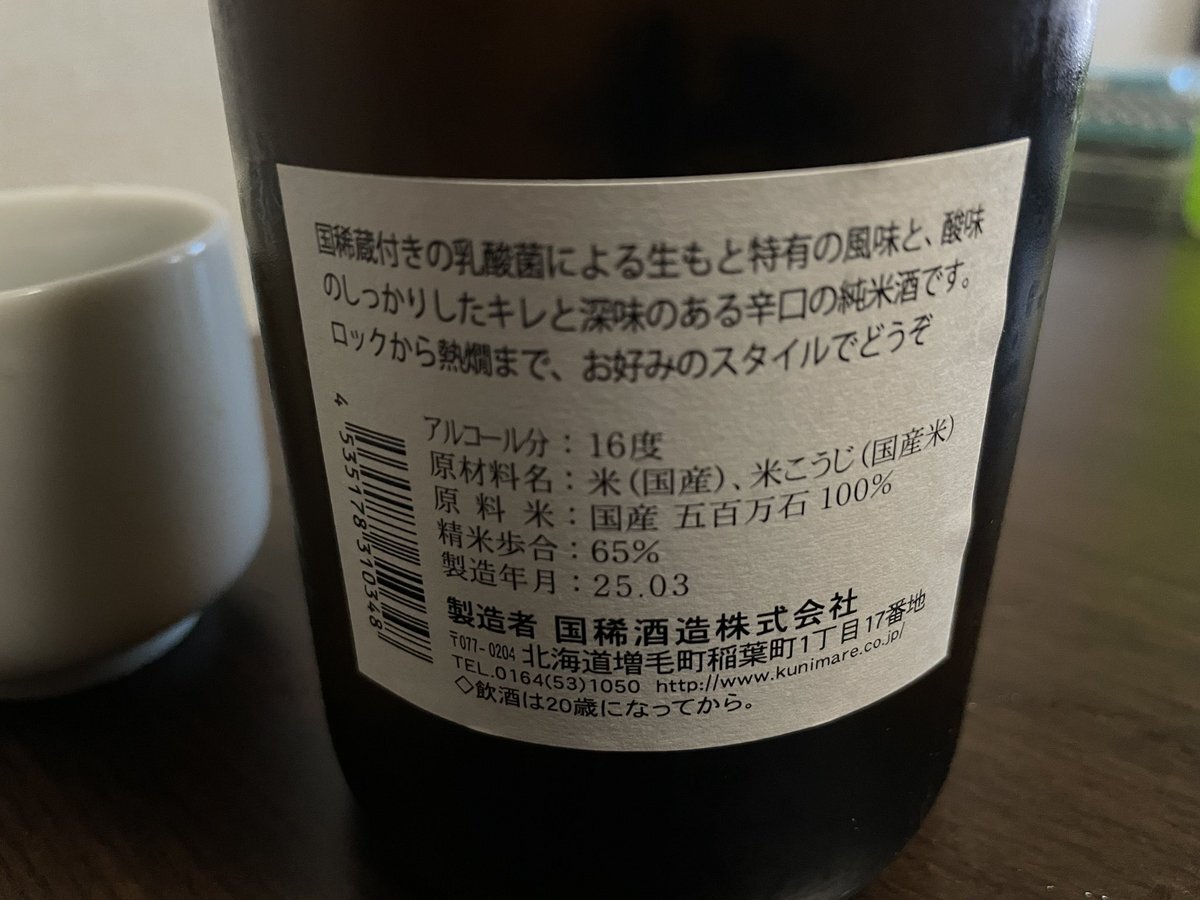 国稀蔵付きの乳酸菌による生もと特有の風味と、酸味
のしっかりしたキレと深味のある辛口の純米酒です。
ロックから熱燗まで、お好みのスタイルでどうぞ
アルコール分：16度
原材料名：米（国産）、米こうじ（国産米）
原料米：国産 五百万石 100%
精米歩合：65%
製造年月：25.03
製造者 国稀酒造株式会社
〒077-0204 北海道増毛町稲葉町1丁目17番地
TEL.0164(53)1050 http://www.kunimare.co.jp/
◇飲酒は20歳になってから。
4 535178 310348